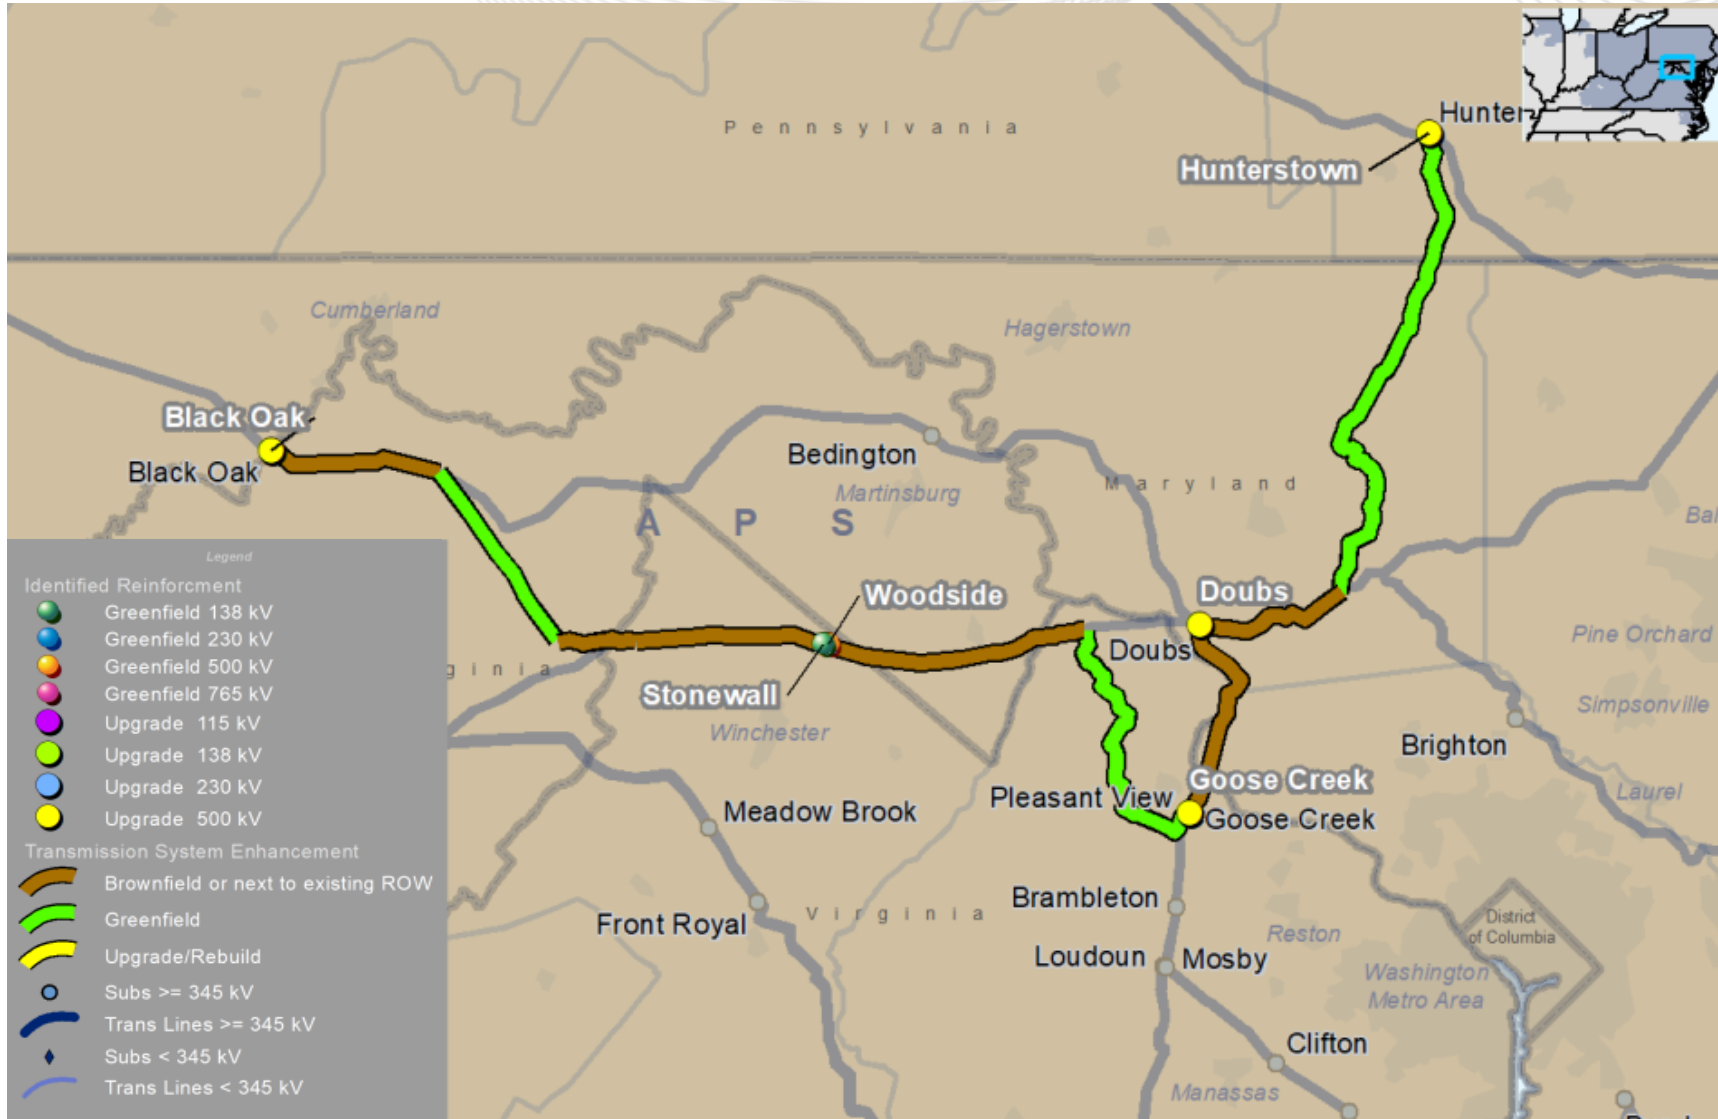 Pennsylvania
Hunter
Hunterstown
Cumberland
Hagerstown
Black Oak
Black Oak
Bedington
Martinsburg
Maryland
A P S
Bal
Woodside
Doubs
Doubs
Pine Orchard
ginia
Stonewall
Simpsonville
Winchester
Brighton
Goose Creek
Pleasant View
Goose Creek
Laurel
Meadow Brook
Brambleton
Virginia
Front Royal
Reston
District
of Columbia
Loudoun
Mosby
Washington
Metro Area
Clifton
Manassas
Legend
Identified Reinforcment
Greenfield 138 kV
Greenfield 230 kV
Greenfield 500 kV
Greenfield 765 kV
Upgrade 115 kV
Upgrade 138 kV
Upgrade 230 kV
Upgrade 500 kV
Transmission System Enhancement
Brownfield or next to existing ROW
Greenfield
Upgrade/Rebuild
Subs >= 345 kV
Trans Lines >= 345 kV
Subs < 345 kV
Trans Lines < 345 kV